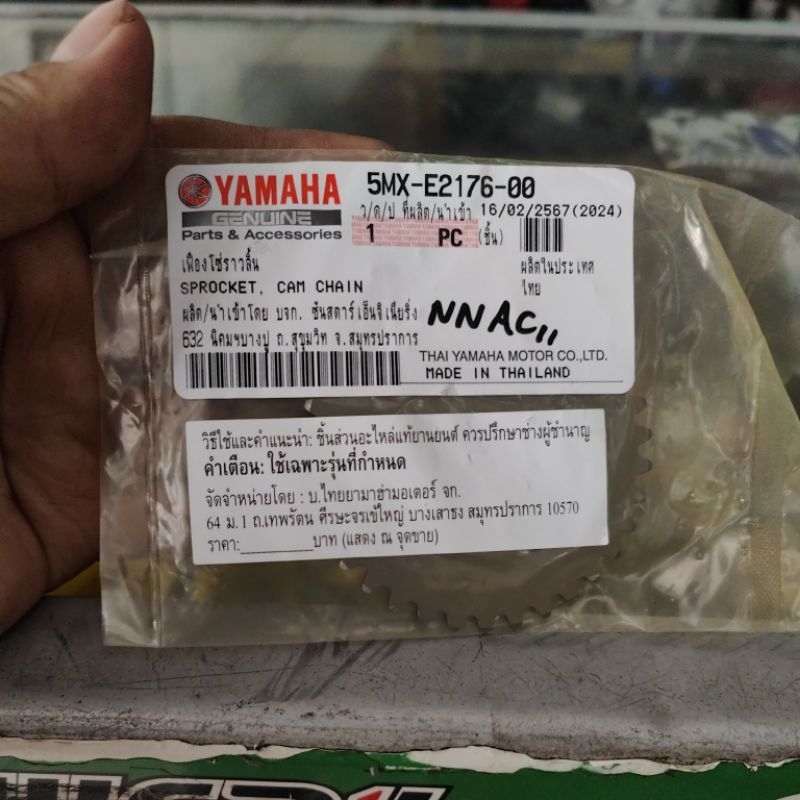 YAMAHA
GENUINE
Parts & Accessories
5MX-E2176-00
ว/ด/ป ที่ผลิต/นำเข้า 16/02/2567(2024)
1 PC (ชิ้น)
เฟืองโซ่ราวลิ้น
SPROCKET, CAM CHAIN
ผลิตในประเทศ
ไทย
ผลิต/นำเข้าโดย บจก. ซันสตาร์เอ็นจิเนียริ่ง
632 นิคมฯบางปู ถ.สุขุมวิท จ.สมุทรปราการ
NNAC
THAI YAMAHA MOTOR CO.,LTD.
MADE IN THAILAND
วิธีใช้และคำแนะนำ: ชิ้นส่วนอะไหล่แท้ยานยนต์ ควรปรึกษาช่างผู้ชำนาญ
คำเตือน: ใช้เฉพาะรุ่นที่กำหนด
จัดจำหน่ายโดย : บ.ไทยยามาฮ่ามอเตอร์ จก.
64 ม.1 ถ.เทพรัตน ศีรษะจรเข้ใหญ่ บางเสาธง สมุทรปราการ 10570
ราคา:____________บาท (แสดง ณ จุดขาย)